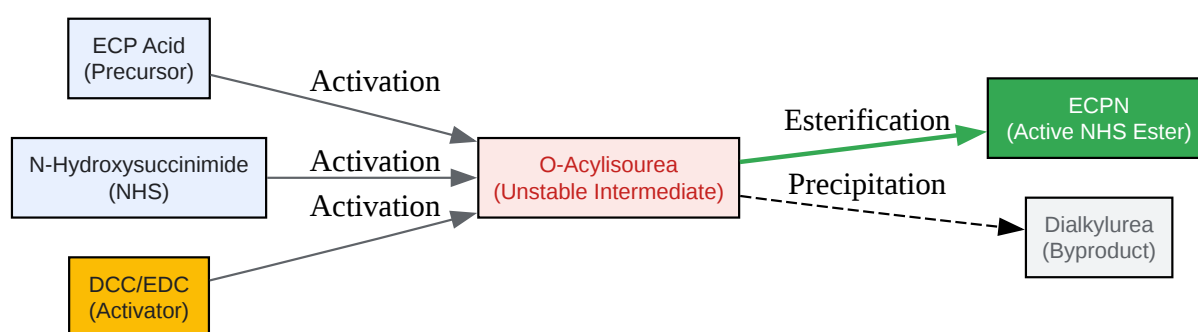 ECP Acid
(Precursor)
Activation
N-Hydroxysuccinimide
(NHS)
Activation
DCC/EDC
(Activator)
Activation
O-Acylisourea
(Unstable Intermediate)
Esterification
ECPN
(Active NHS Ester)
Precipitation
Dialkylurea
(Byproduct)